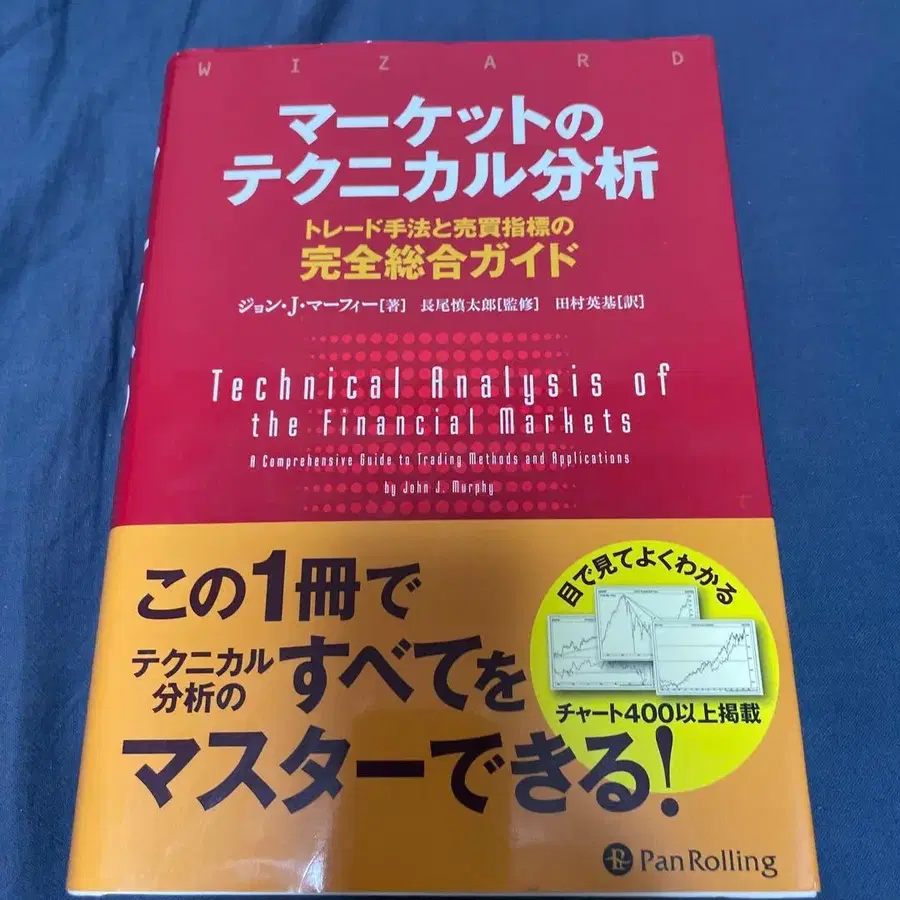 WIZARD
マーケットの
テクニカル分析
トレード手法と売買指標の
完全総合ガイド
ジョン・J・マーフィー[著] 長尾慎太郎[監修] 田村英基[訳]
Technical Analysis of
the Financial Markets
A Comprehensive Guide to Trading Methods and Applications
by John J. Murphy
この1冊で
テクニカル
分析の
すべてを
マスターできる!
目で見てよくわかる
チャート400以上掲載
PanRolling